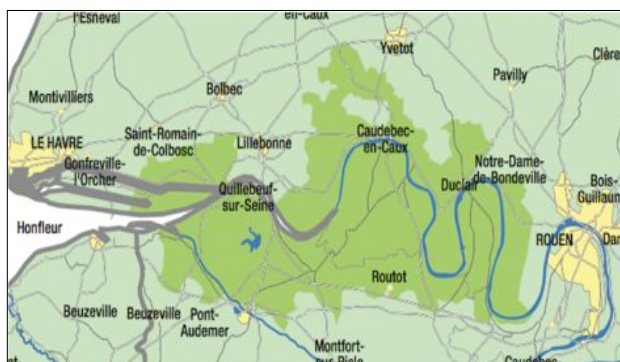 l'Esneval
en-Caux
Yvetot
Clère
Pavilly
Bolbec
Montivilliers
LE HAVRE
Saint-Romain-
de-Colbosc
Lillebonne
Caudebec-
en-Caux
Gonfreville-
l'Orcher
Notre-Dame-
de-Bondeville
Duclair
Bois-
Guillaum
Quillebeuf-
sur-Seine
Honfleur
ROUEN
Dar
Routot
Beuzeville
Beuzeville
Pont-
Audemer
Montfort-
sur-Risle
Caudebec